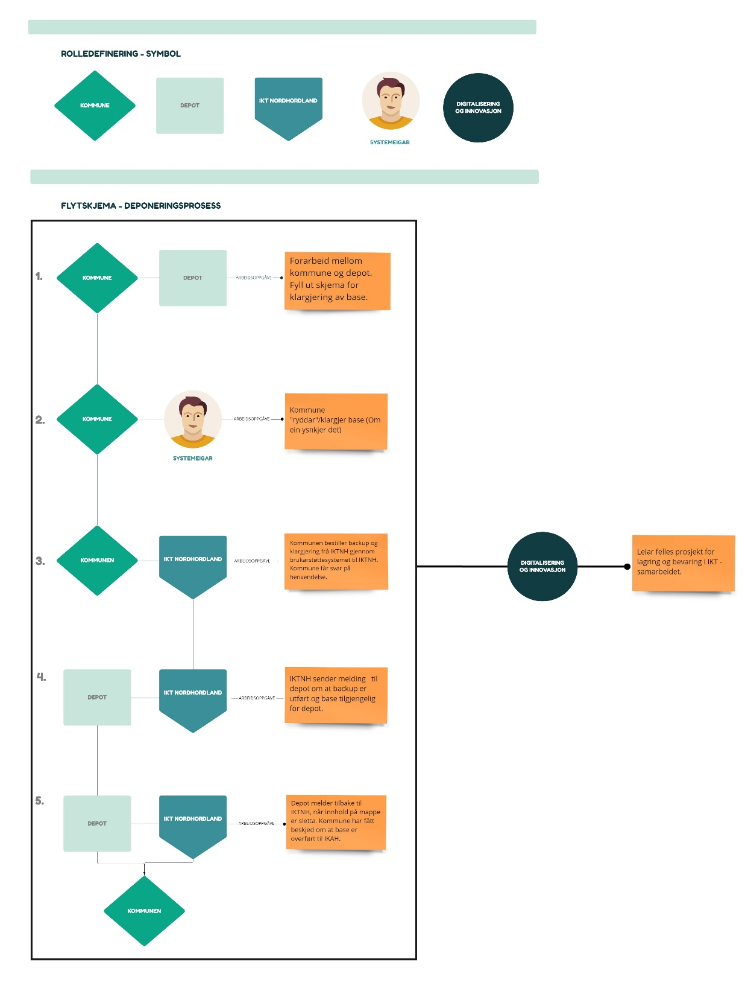 ROLLEDEFINERING - SYMBOL
KOMMUNE
DEPOT
IKT NORDHORDLAND
SYSTEMEIGAR
DIGITALISERING
OG INNOVASJON
FLYTSKJEMA - DEPONERINGSPROSESS
1.
KOMMUNE
DEPOT
ARBEIDSOPPGÅVE
Forarbeid mellom
kommune og depot.
Fyll ut skjema for
klargjering av base.
2.
KOMMUNE
SYSTEMEIGAR
ARBEIDSOPPGÅVE
Kommune
"ryddar"/klargjer base (Om
ein ysnkjer det)
3.
KOMMUNEN
IKT NORDHORDLAND
ARBEIDSOPPGÅVE
Kommunen bestiller backup og
klargjering frå IKTNH gjennom
brukarstøttesystemet til IKTNH.
Kommune får svar på
henvendelse.
DIGITALISERING
OG INNOVASJON
Leiar felles prosjekt for
lagring og bevaring i IKT -
samarbeidet.
4.
DEPOT
IKT NORDHORDLAND
ARBEIDSOPPGÅVE
IKTNH sender melding til
depot om at backup er
utført og base tilgjengelig
for depot.
5.
DEPOT
IKT NORDHORDLAND
ARBEIDSOPPGÅVE
Depot melder tilbake til
IKTNH, når innhold på mappe
er sletta. Kommune har fått
beskjed om at base er
overført til IKAH.
KOMMUNEN